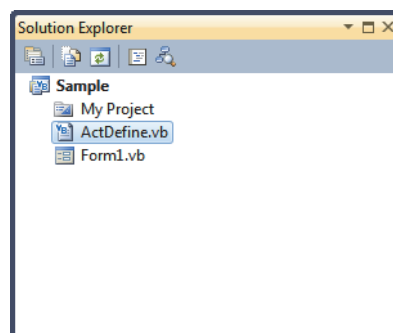 Solution Explorer
Sample
My Project
ActDefine.vb
Form1.vb